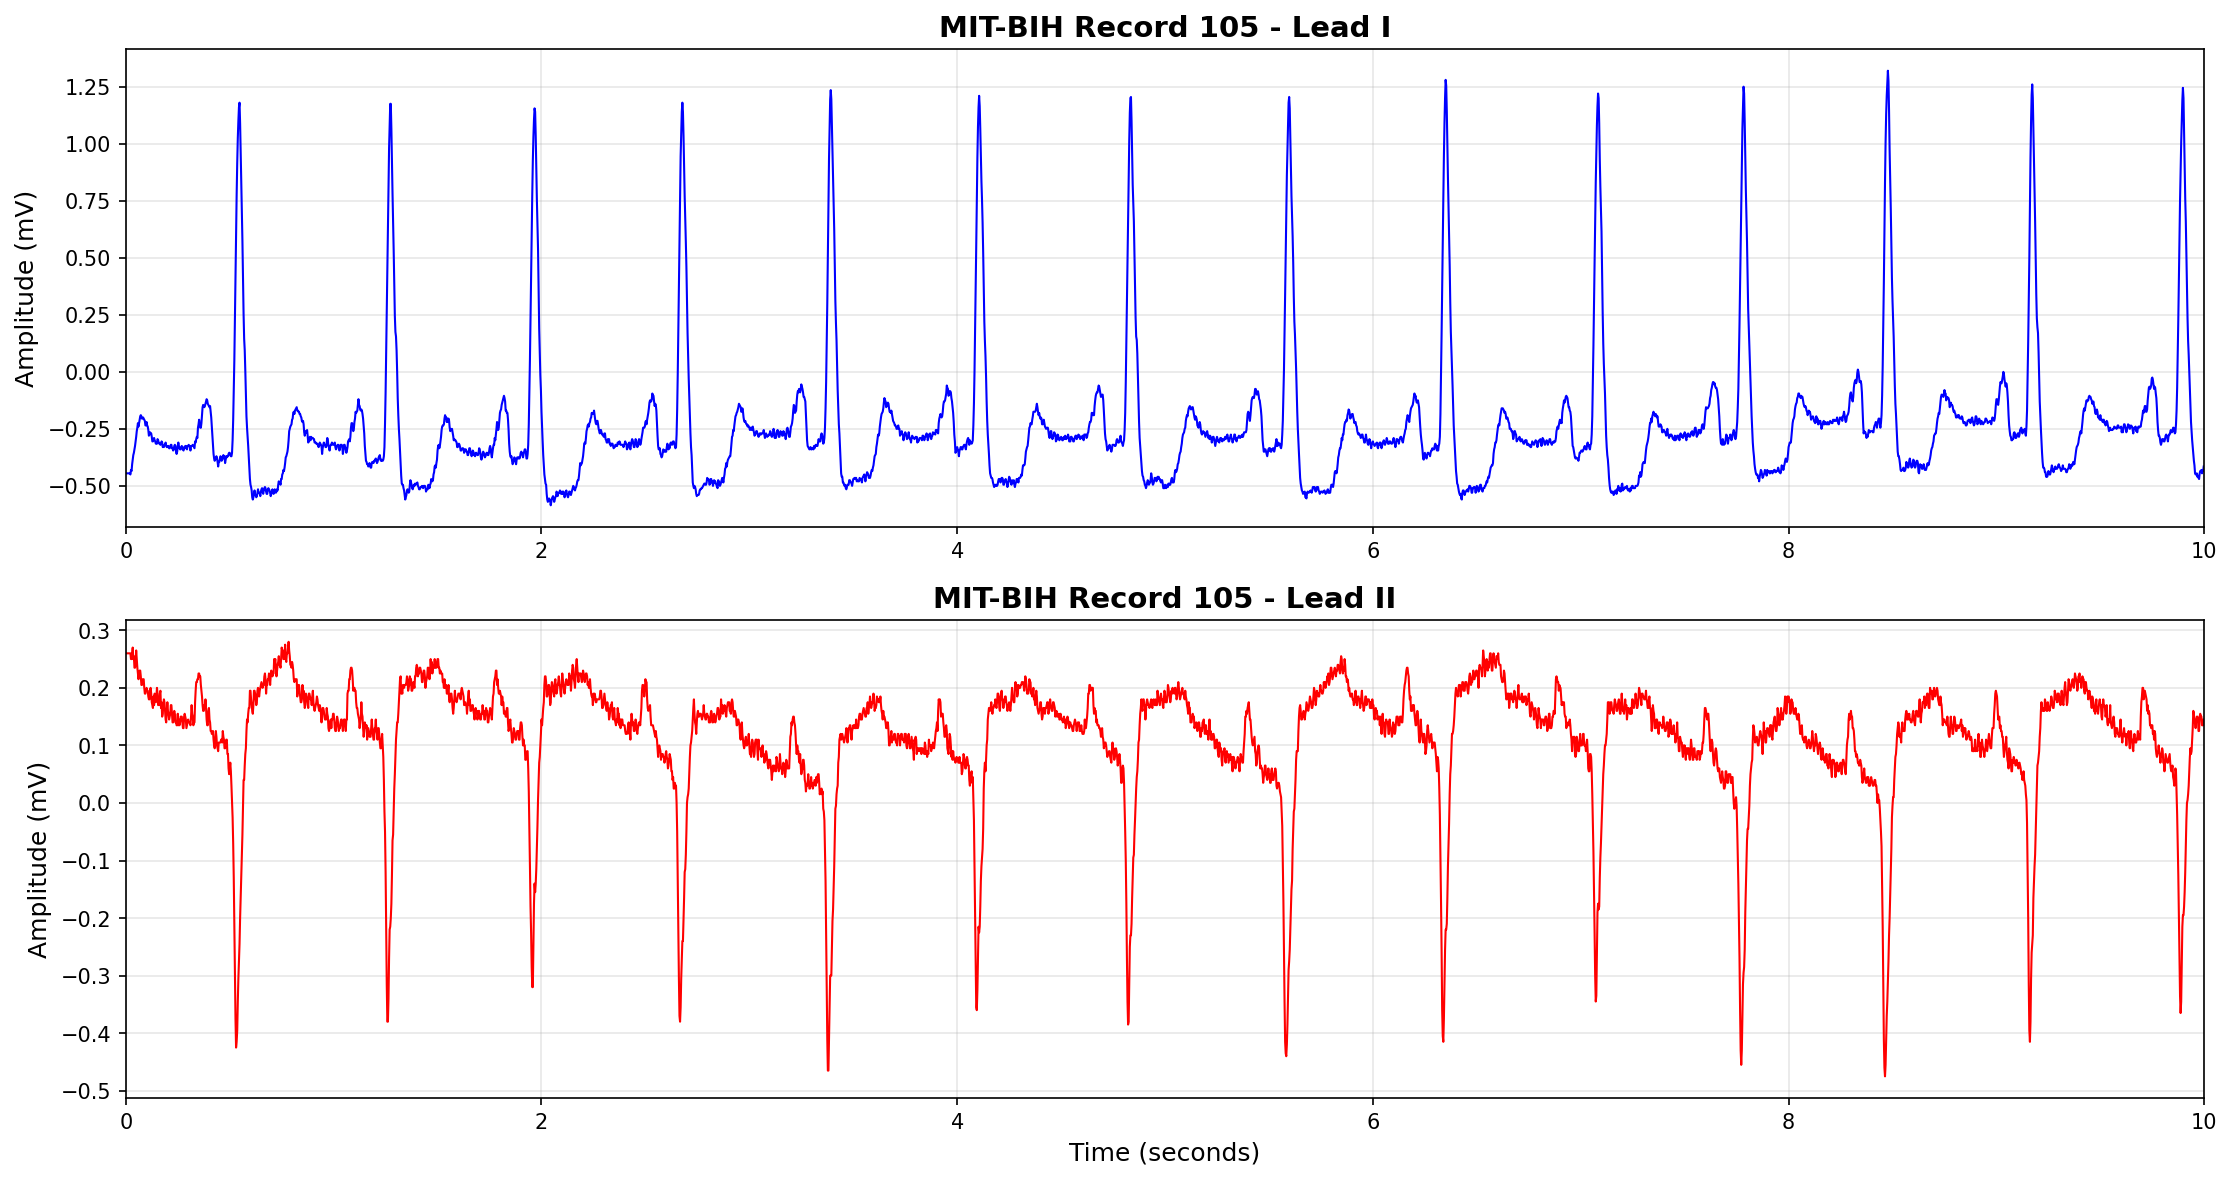 MIT-BIH Record 105 - Lead I
Amplitude (mV)
1.25
1.00
0.75
0.50
0.25
0.00
−0.25
−0.50
0 2 4 6 8 10
MIT-BIH Record 105 - Lead II
Amplitude (mV)
0.3
0.2
0.1
0.0
−0.1
−0.2
−0.3
−0.4
−0.5
0 2 4 6 8 10
Time (seconds)